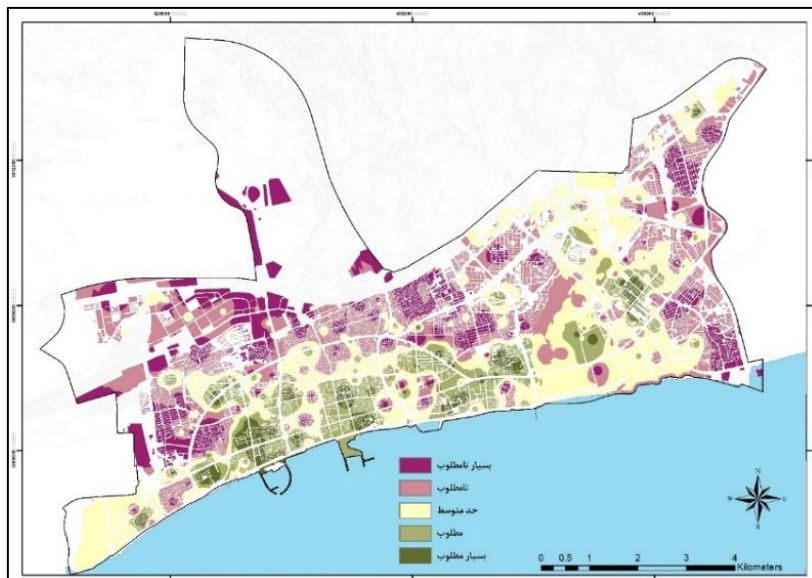 بسیار نامطلوب
نامطلوب
حد متوسط
مطلوب
بسیار مطلوب
N
W
E
S
0 0.5 1 2 3 4
Kilometers